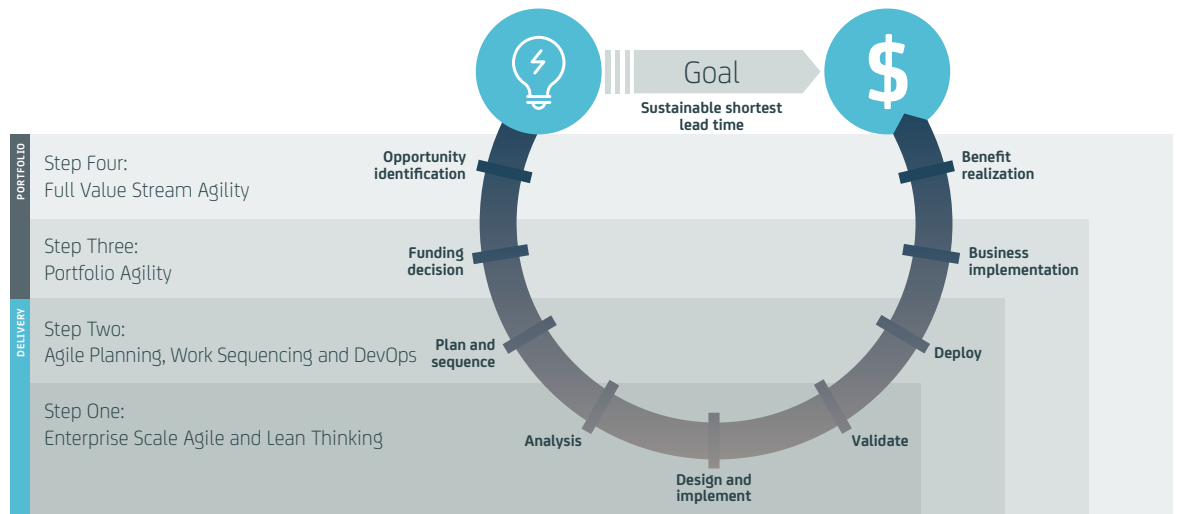 $
Goal
Sustainable shortest
lead time
PORTFOLIO
Step Four:
Full Value Stream Agility
Opportunity
identification
Benefit
realization
Step Three:
Portfolio Agility
Funding
decision
Business
implementation
DELIVERY
Step Two:
Agile Planning, Work Sequencing and DevOps
Plan and
sequence
Deploy
Step One:
Enterprise Scale Agile and Lean Thinking
Analysis
Validate
Design and
implement